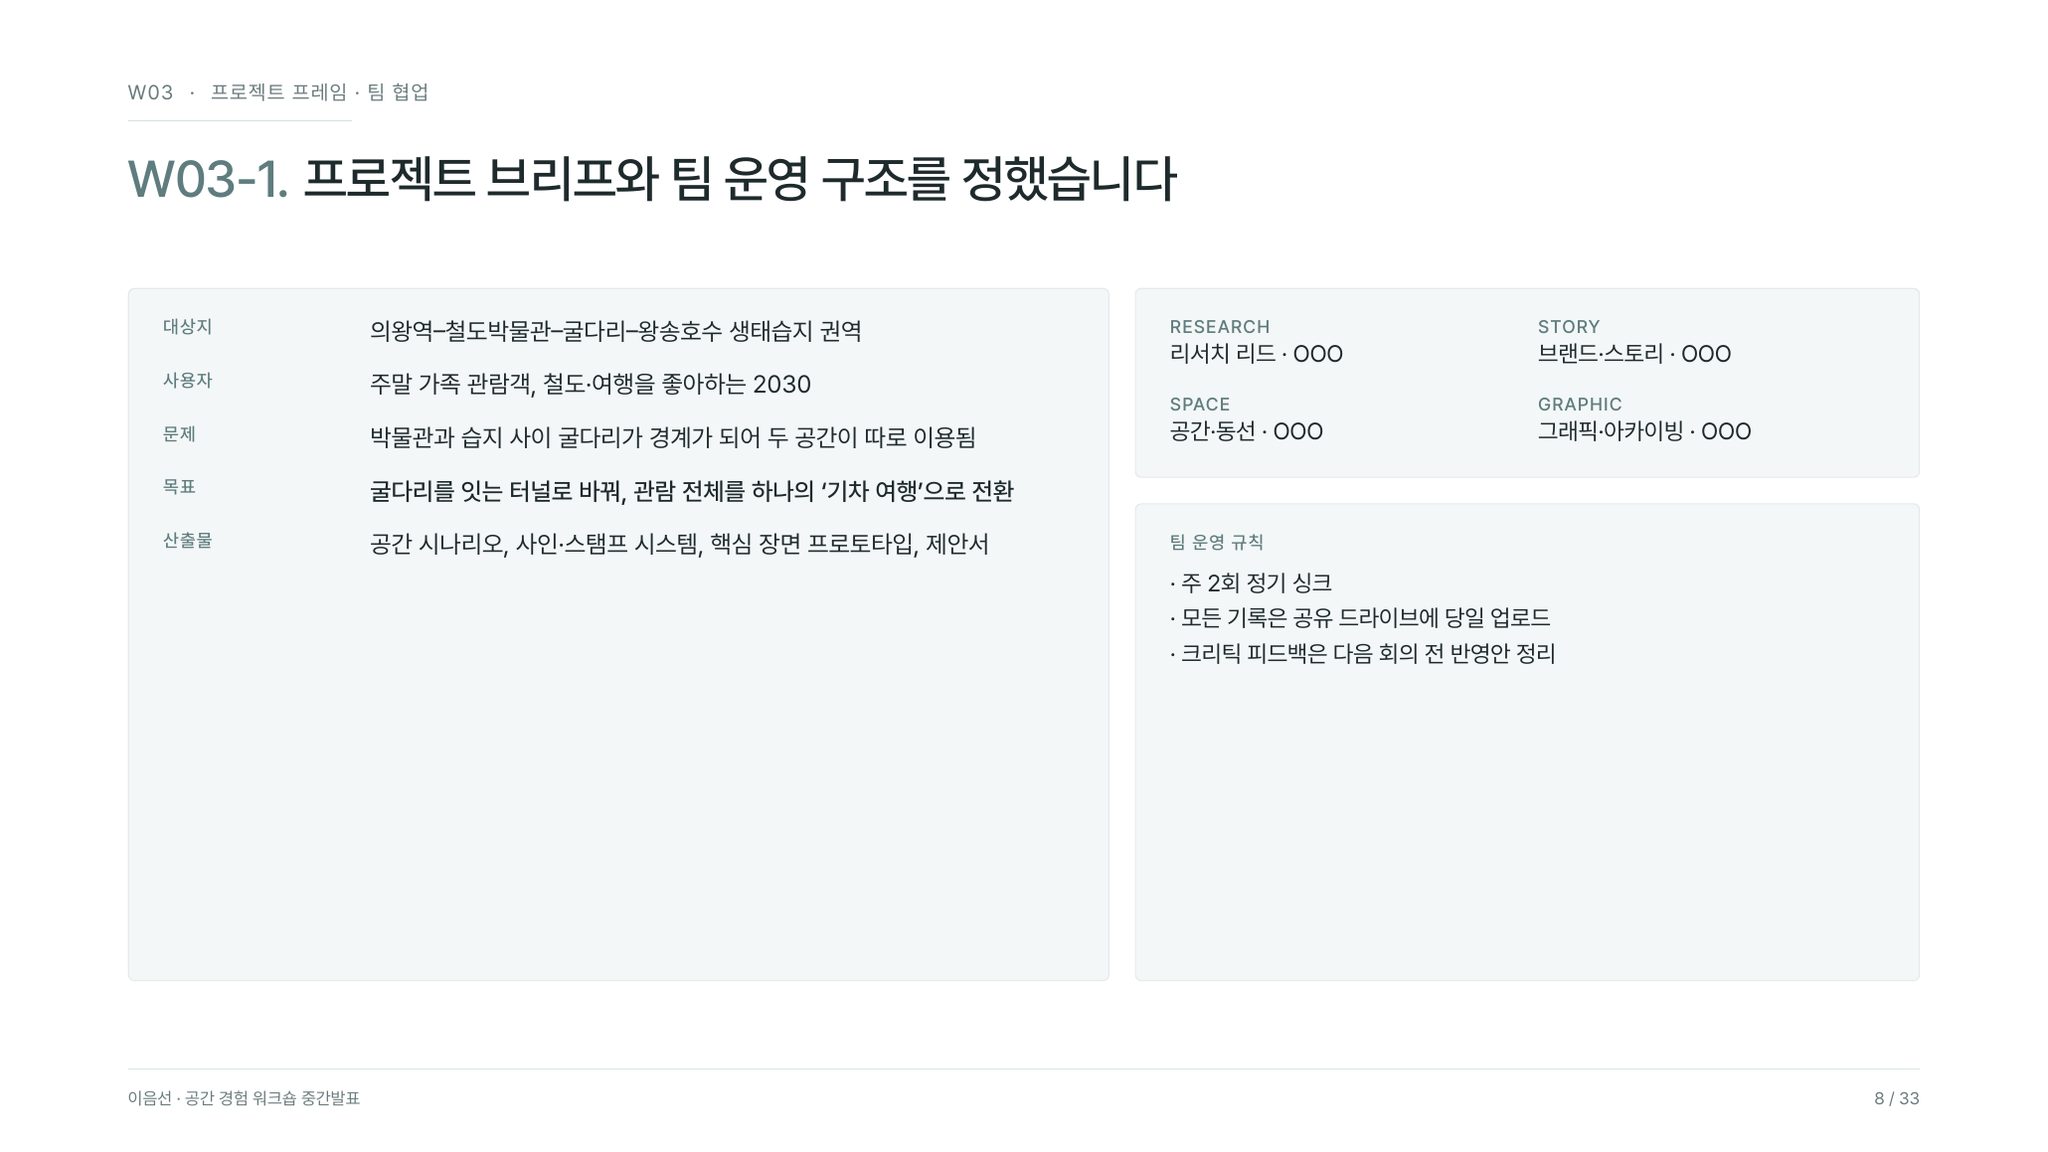 W03 · 프로젝트 프레임 · 팀 협업
W03-1. 프로젝트 브리프와 팀 운영 구조를 정했습니다
대상지 의왕역–철도박물관–굴다리–왕송호수 생태습지 권역
사용자 주말 가족 관람객, 철도·여행을 좋아하는 2030
문제 박물관과 습지 사이 굴다리가 경계가 되어 두 공간이 따로 이용됨
목표 굴다리를 잇는 터널로 바꿔, 관람 전체를 하나의 ‘기차 여행’으로 전환
산출물 공간 시나리오, 사인·스탬프 시스템, 핵심 장면 프로토타입, 제안서
RESEARCH
리서치 리드 · OOO
STORY
브랜드·스토리 · OOO
SPACE
공간·동선 · OOO
GRAPHIC
그래픽·아카이빙 · OOO
팀 운영 규칙
· 주 2회 정기 싱크
· 모든 기록은 공유 드라이브에 당일 업로드
· 크리틱 피드백은 다음 회의 전 반영안 정리
이음선 · 공간 경험 워크숍 중간발표
8 / 33